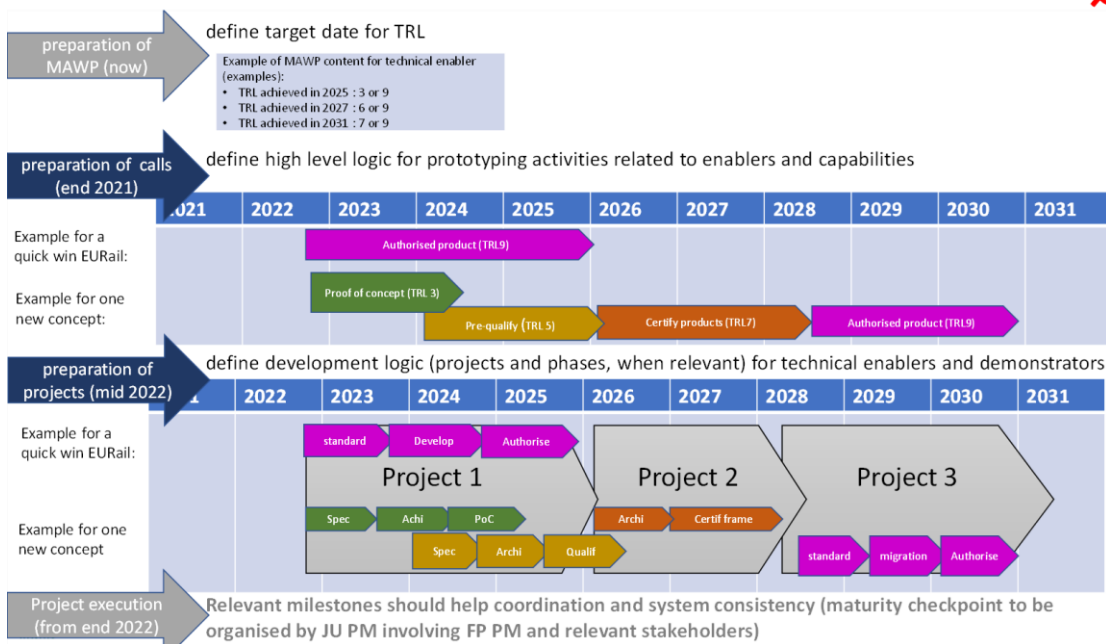 preparation of
MAWP (now)
define target date for TRL
Example of MAWP content for technical enabler
(examples):
• TRL achieved in 2025 : 3 or 9
• TRL achieved in 2027 : 6 or 9
• TRL achieved in 2031 : 7 or 9
preparation of calls
(end 2021)
define high level logic for prototyping activities related to enablers and capabilities
2021 2022 2023 2024 2025 2026 2027 2028 2029 2030 2031
Example for a
quick win EURail:
Authorised product (TRL9)
Example for one
new concept:
Proof of concept (TRL 3)
Pre-qualify (TRL 5)
Certify products (TRL7)
Authorised product (TRL9)
preparation of
projects (mid 2022)
define development logic (projects and phases, when relevant) for technical enablers and demonstrators
2022 2023 2024 2025 2026 2027 2028 2029 2030 2031
Example for a
quick win EURail:
standard Develop Authorise
Project 1 Project 2 Project 3
Example for one
new concept
Spec Achi PoC Archi Certif frame
Spec Archi Qualif standard migration Authorise
Project execution
(from end 2022)
Relevant milestones should help coordination and system consistency (maturity checkpoint to be
organised by JU PM involving FP PM and relevant stakeholders)